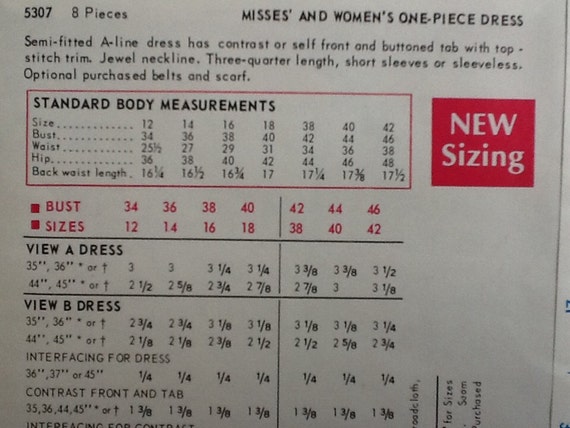 5307 8 Pieces MISSES' AND WOMEN'S ONE-PIECE DRESS
Semi-fitted A-line dress has contrast or self front and buttoned tab with top-
stitch trim. Jewel neckline. Three-quarter length, short sleeves or sleeveless.
Optional purchased belts and scarf.
STANDARD BODY MEASUREMENTS
Size............ 12 14 16 18 38 40 42
Bust............ 34 36 38 40 42 44 46
Waist........... 25½ 27 29 31 34 36 38
Hip............. 36 38 40 42 44 46 48
Back waist length. 16¼ 16½ 16¾ 17 17¼ 17⅜ 17½
NEW
Sizing
■ BUST 34 36 38 40 42 44 46
■ SIZES 12 14 16 18 38 40 42
VIEW A DRESS
35", 36" * or † 3 3 3 1/4 3 1/4 3 3/8 3 3/8 3 1/2
44", 45" * or † 2 1/2 2 5/8 2 3/4 2 7/8 2 7/8 3 3 1/8
VIEW B DRESS
35", 36" * or † 2 3/4 2 3/4 3 1/8 3 1/8 3 1/8 3 1/8 3 1/4
44", 45" * or † 2 1/8 2 1/8 2 1/8 2 1/8 2 1/2 2 5/8 2 3/4
INTERFACING FOR DRESS
36",37" or 45" 1/4 1/4 1/4 1/4 1/4 1/4 1/4
CONTRAST FRONT AND TAB
35,36,44,45" * or † 1 3/8 1 3/8 1 3/8 1 3/8 1 3/8 1 3/8 1 3/8
INTERFACING FOR CONTRAST
roadcloth,
for Sizes
Seam
Purchased